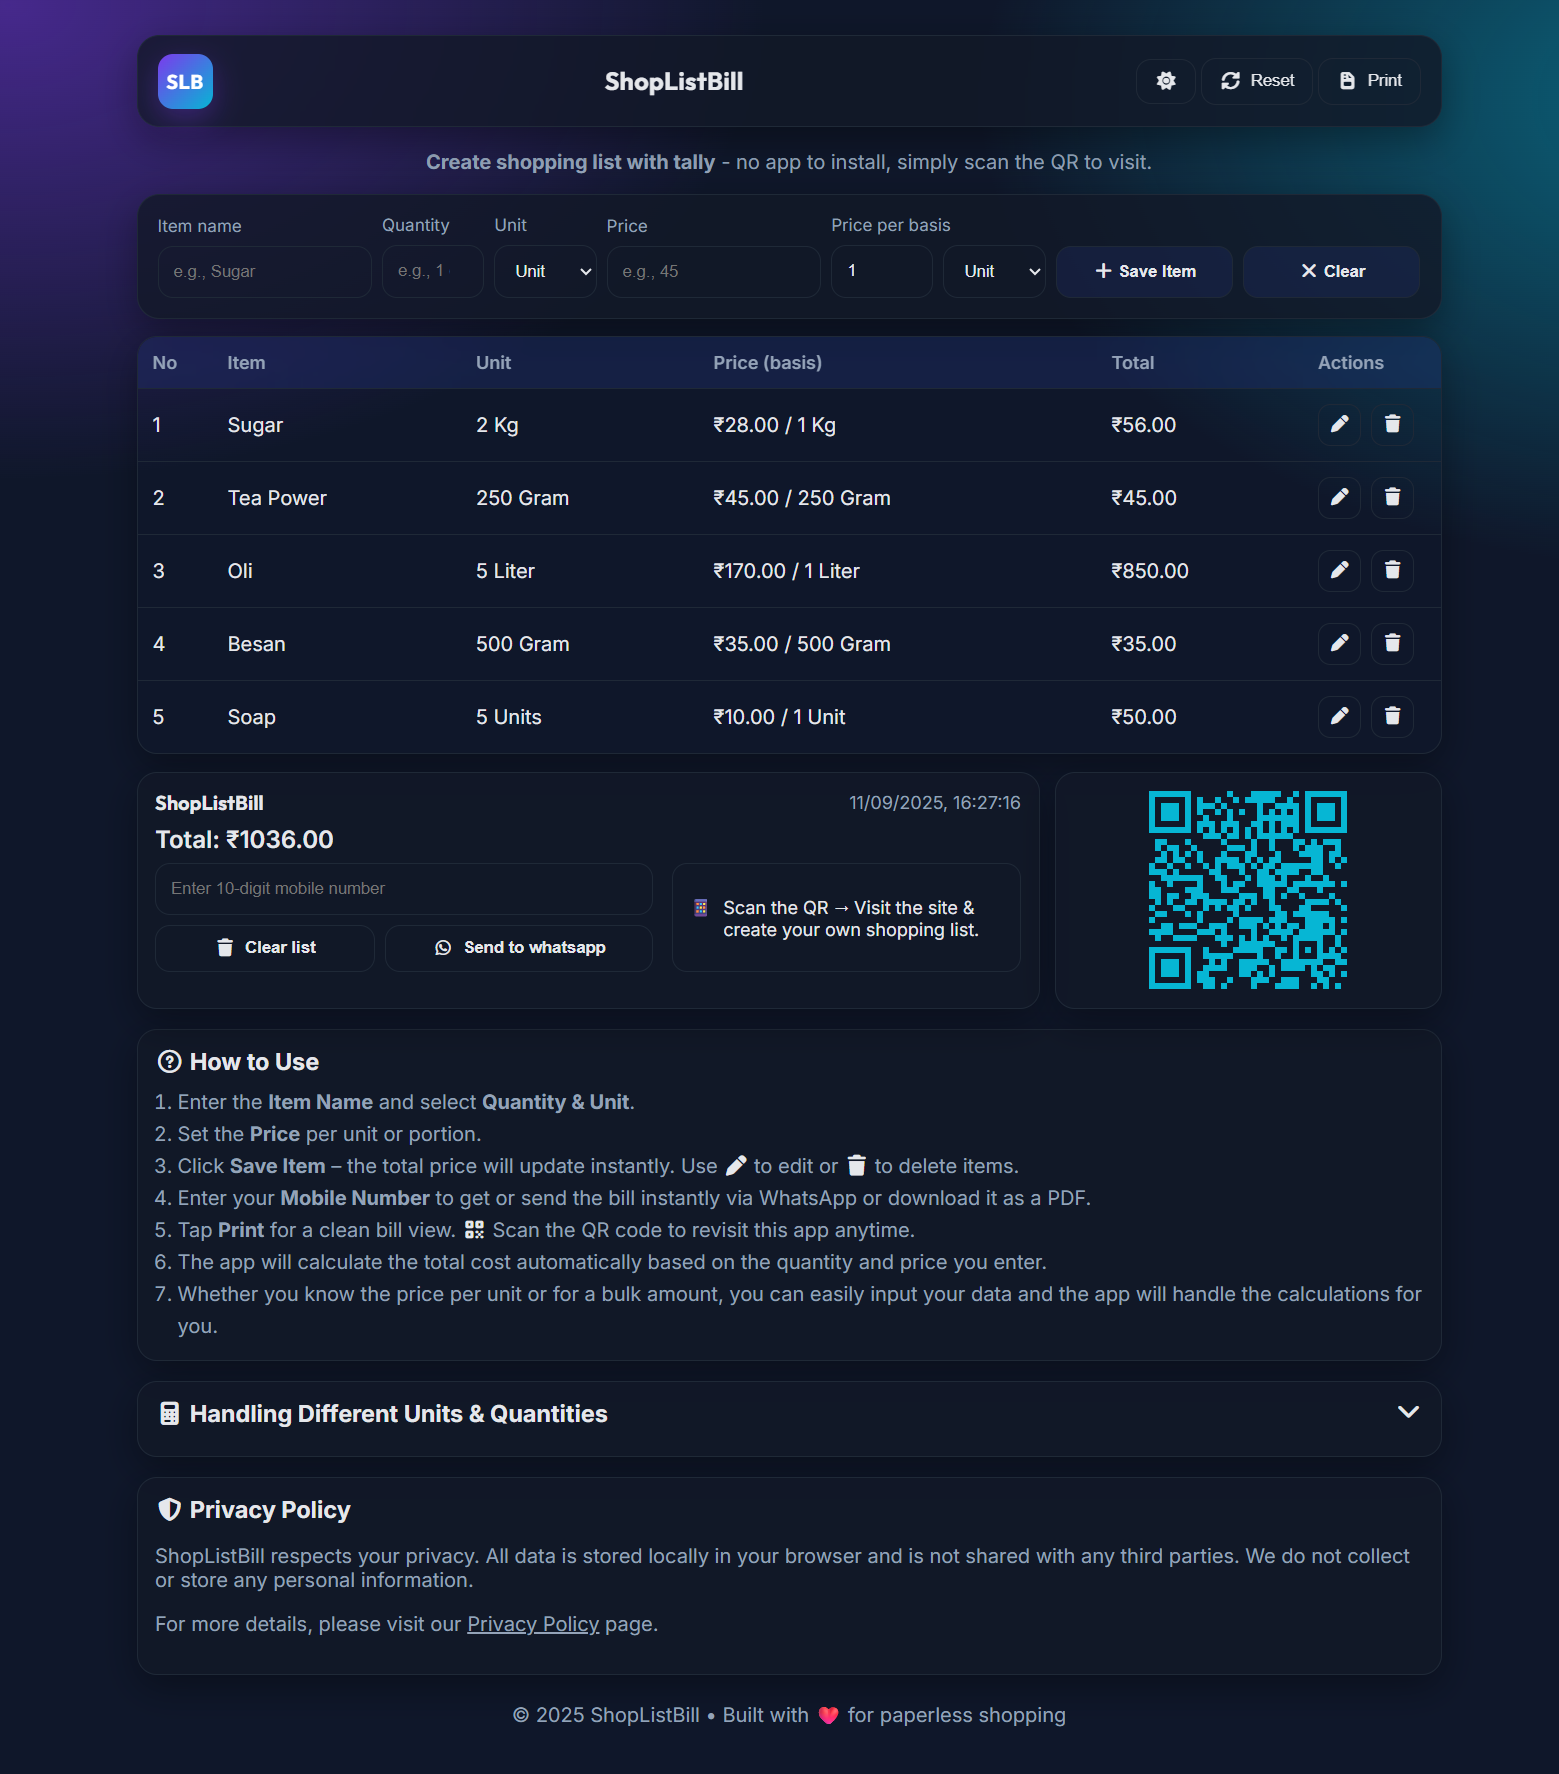 SLB
ShopListBill
Reset
Print
Create shopping list with tally - no app to install, simply scan the QR to visit.
Item name Quantity Unit Price Price per basis
e.g., Sugar e.g., 1 Unit e.g., 45 1 Unit Save Item Clear
No Item Unit Price (basis) Total Actions
1 Sugar 2 Kg ₹28.00 / 1 Kg ₹56.00
2 Tea Power 250 Gram ₹45.00 / 250 Gram ₹45.00
3 Oli 5 Liter ₹170.00 / 1 Liter ₹850.00
4 Besan 500 Gram ₹35.00 / 500 Gram ₹35.00
5 Soap 5 Units ₹10.00 / 1 Unit ₹50.00
ShopListBill 11/09/2025, 16:27:16
Total: ₹1036.00
Enter 10-digit mobile number
Clear list Send to whatsapp
Scan the QR → Visit the site &
create your own shopping list.
How to Use
1. Enter the Item Name and select Quantity & Unit.
2. Set the Price per unit or portion.
3. Click Save Item – the total price will update instantly. Use to edit or to delete items.
4. Enter your Mobile Number to get or send the bill instantly via WhatsApp or download it as a PDF.
5. Tap Print for a clean bill view. Scan the QR code to revisit this app anytime.
6. The app will calculate the total cost automatically based on the quantity and price you enter.
7. Whether you know the price per unit or for a bulk amount, you can easily input your data and the app will handle the calculations for
you.
Handling Different Units & Quantities
Privacy Policy
ShopListBill respects your privacy. All data is stored locally in your browser and is not shared with any third parties. We do not collect
or store any personal information.
For more details, please visit our Privacy Policy page.
© 2025 ShopListBill • Built with ❤️ for paperless shopping